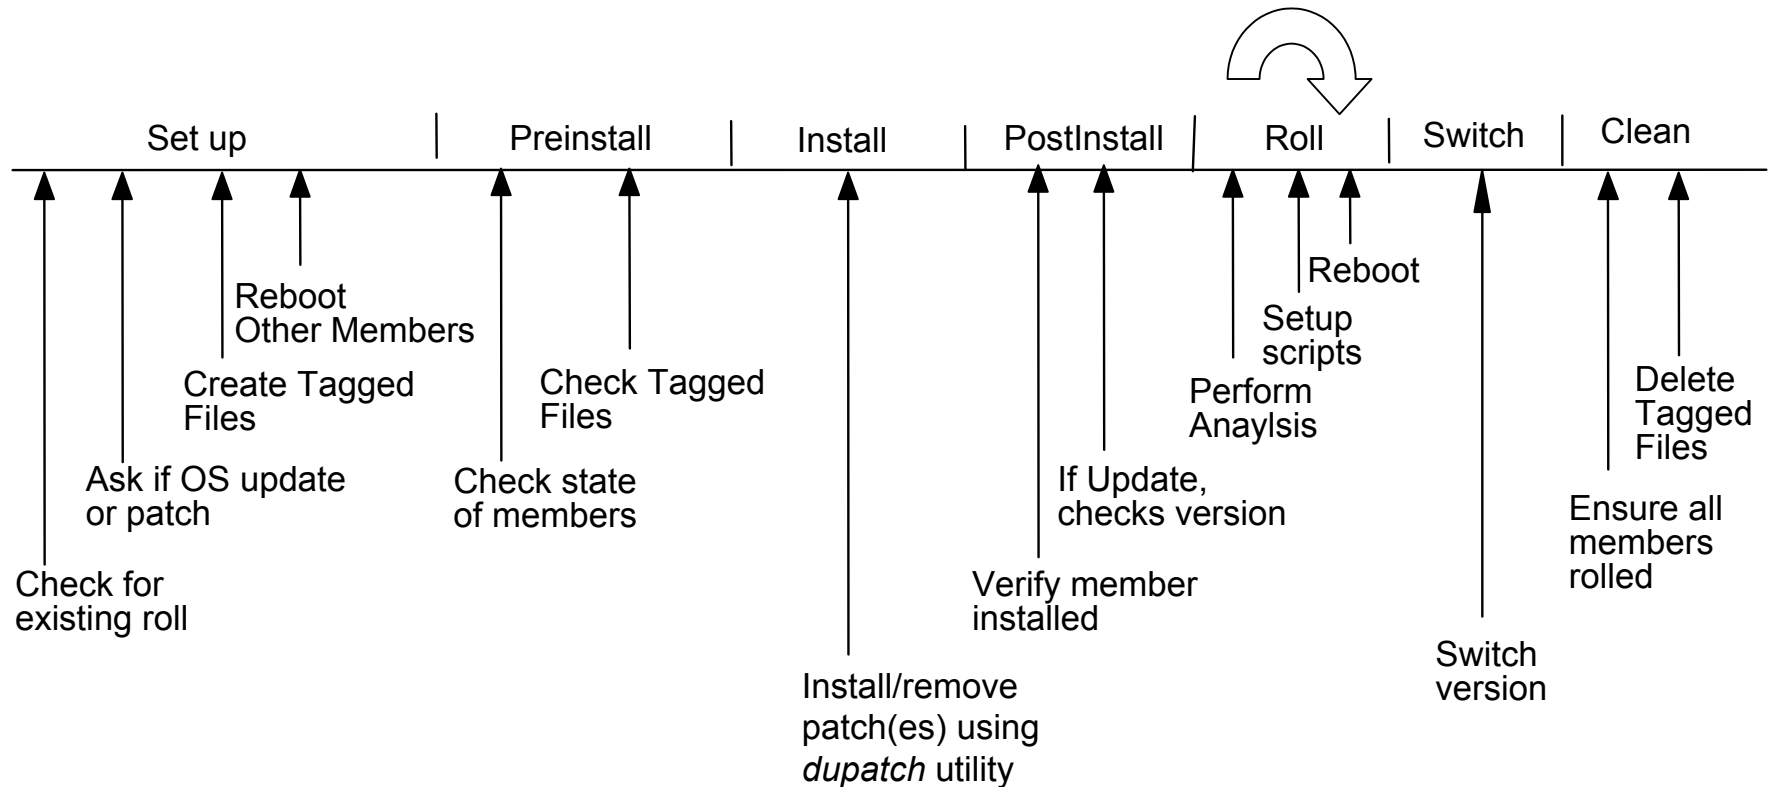 Set up
Preinstall
Install
PostInstall
Roll
Switch
Clean
Reboot
Other Members
Create Tagged
Files
Ask if OS update
or patch
Check for
existing roll
Check Tagged
Files
Check state
of members
Install/remove
patch(es) using
dupatch utility
If Update,
checks version
Verify member
installed
Reboot
Setup
scripts
Perform
Anaylsis
Switch
version
Delete
Tagged
Files
Ensure all
members
rolled